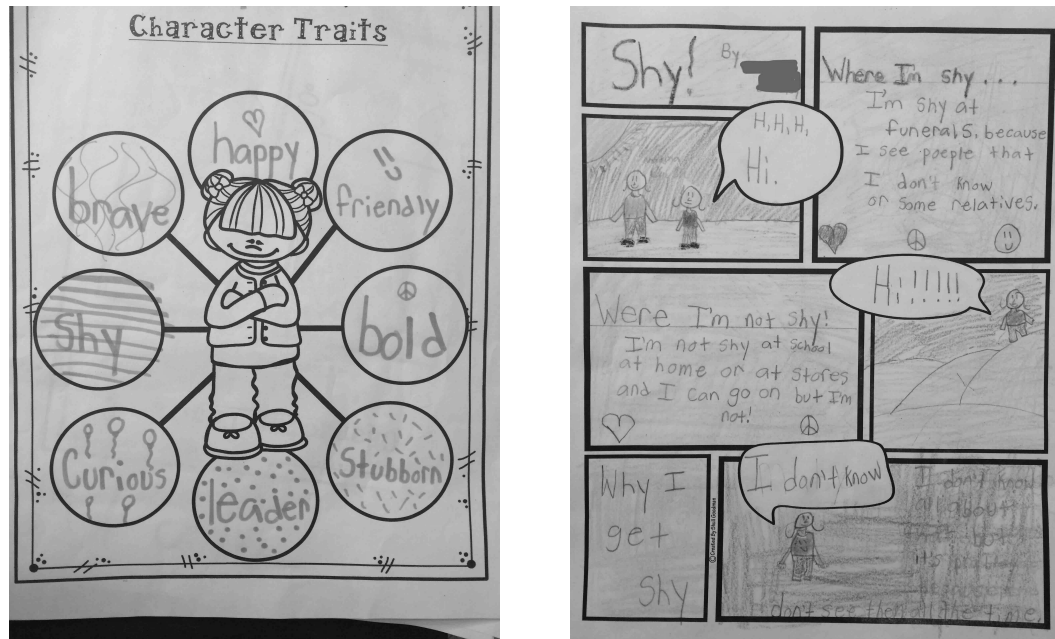 Character Traits
happy
brave
friendly
Shy
bold
Curious
Stubborn
leader
Shy!
By
Where I'm shy...
I'm shy at
funerals, because
I see poeple that
I don't know
or some relatives.
H, H, H,
Hi.
Were I'm not shy!
I'm not shy at school
at home or at stores
and I can go on but I'm
not!
Hi!!!!!!
Why I
get
Shy
I don't know
I don't know
all about
that but
it's
don't see them all the time.